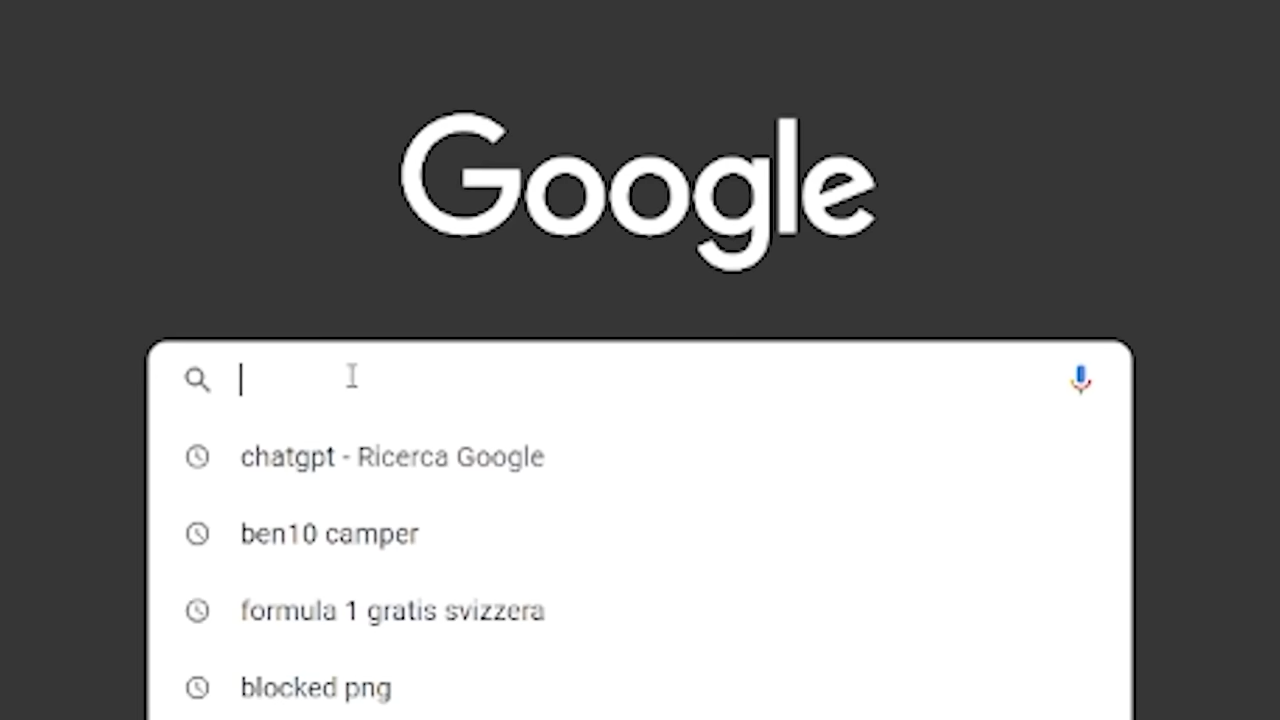 Google
chatgpt - Ricerca Google
ben10 camper
formula 1 gratis svizzera
blocked png